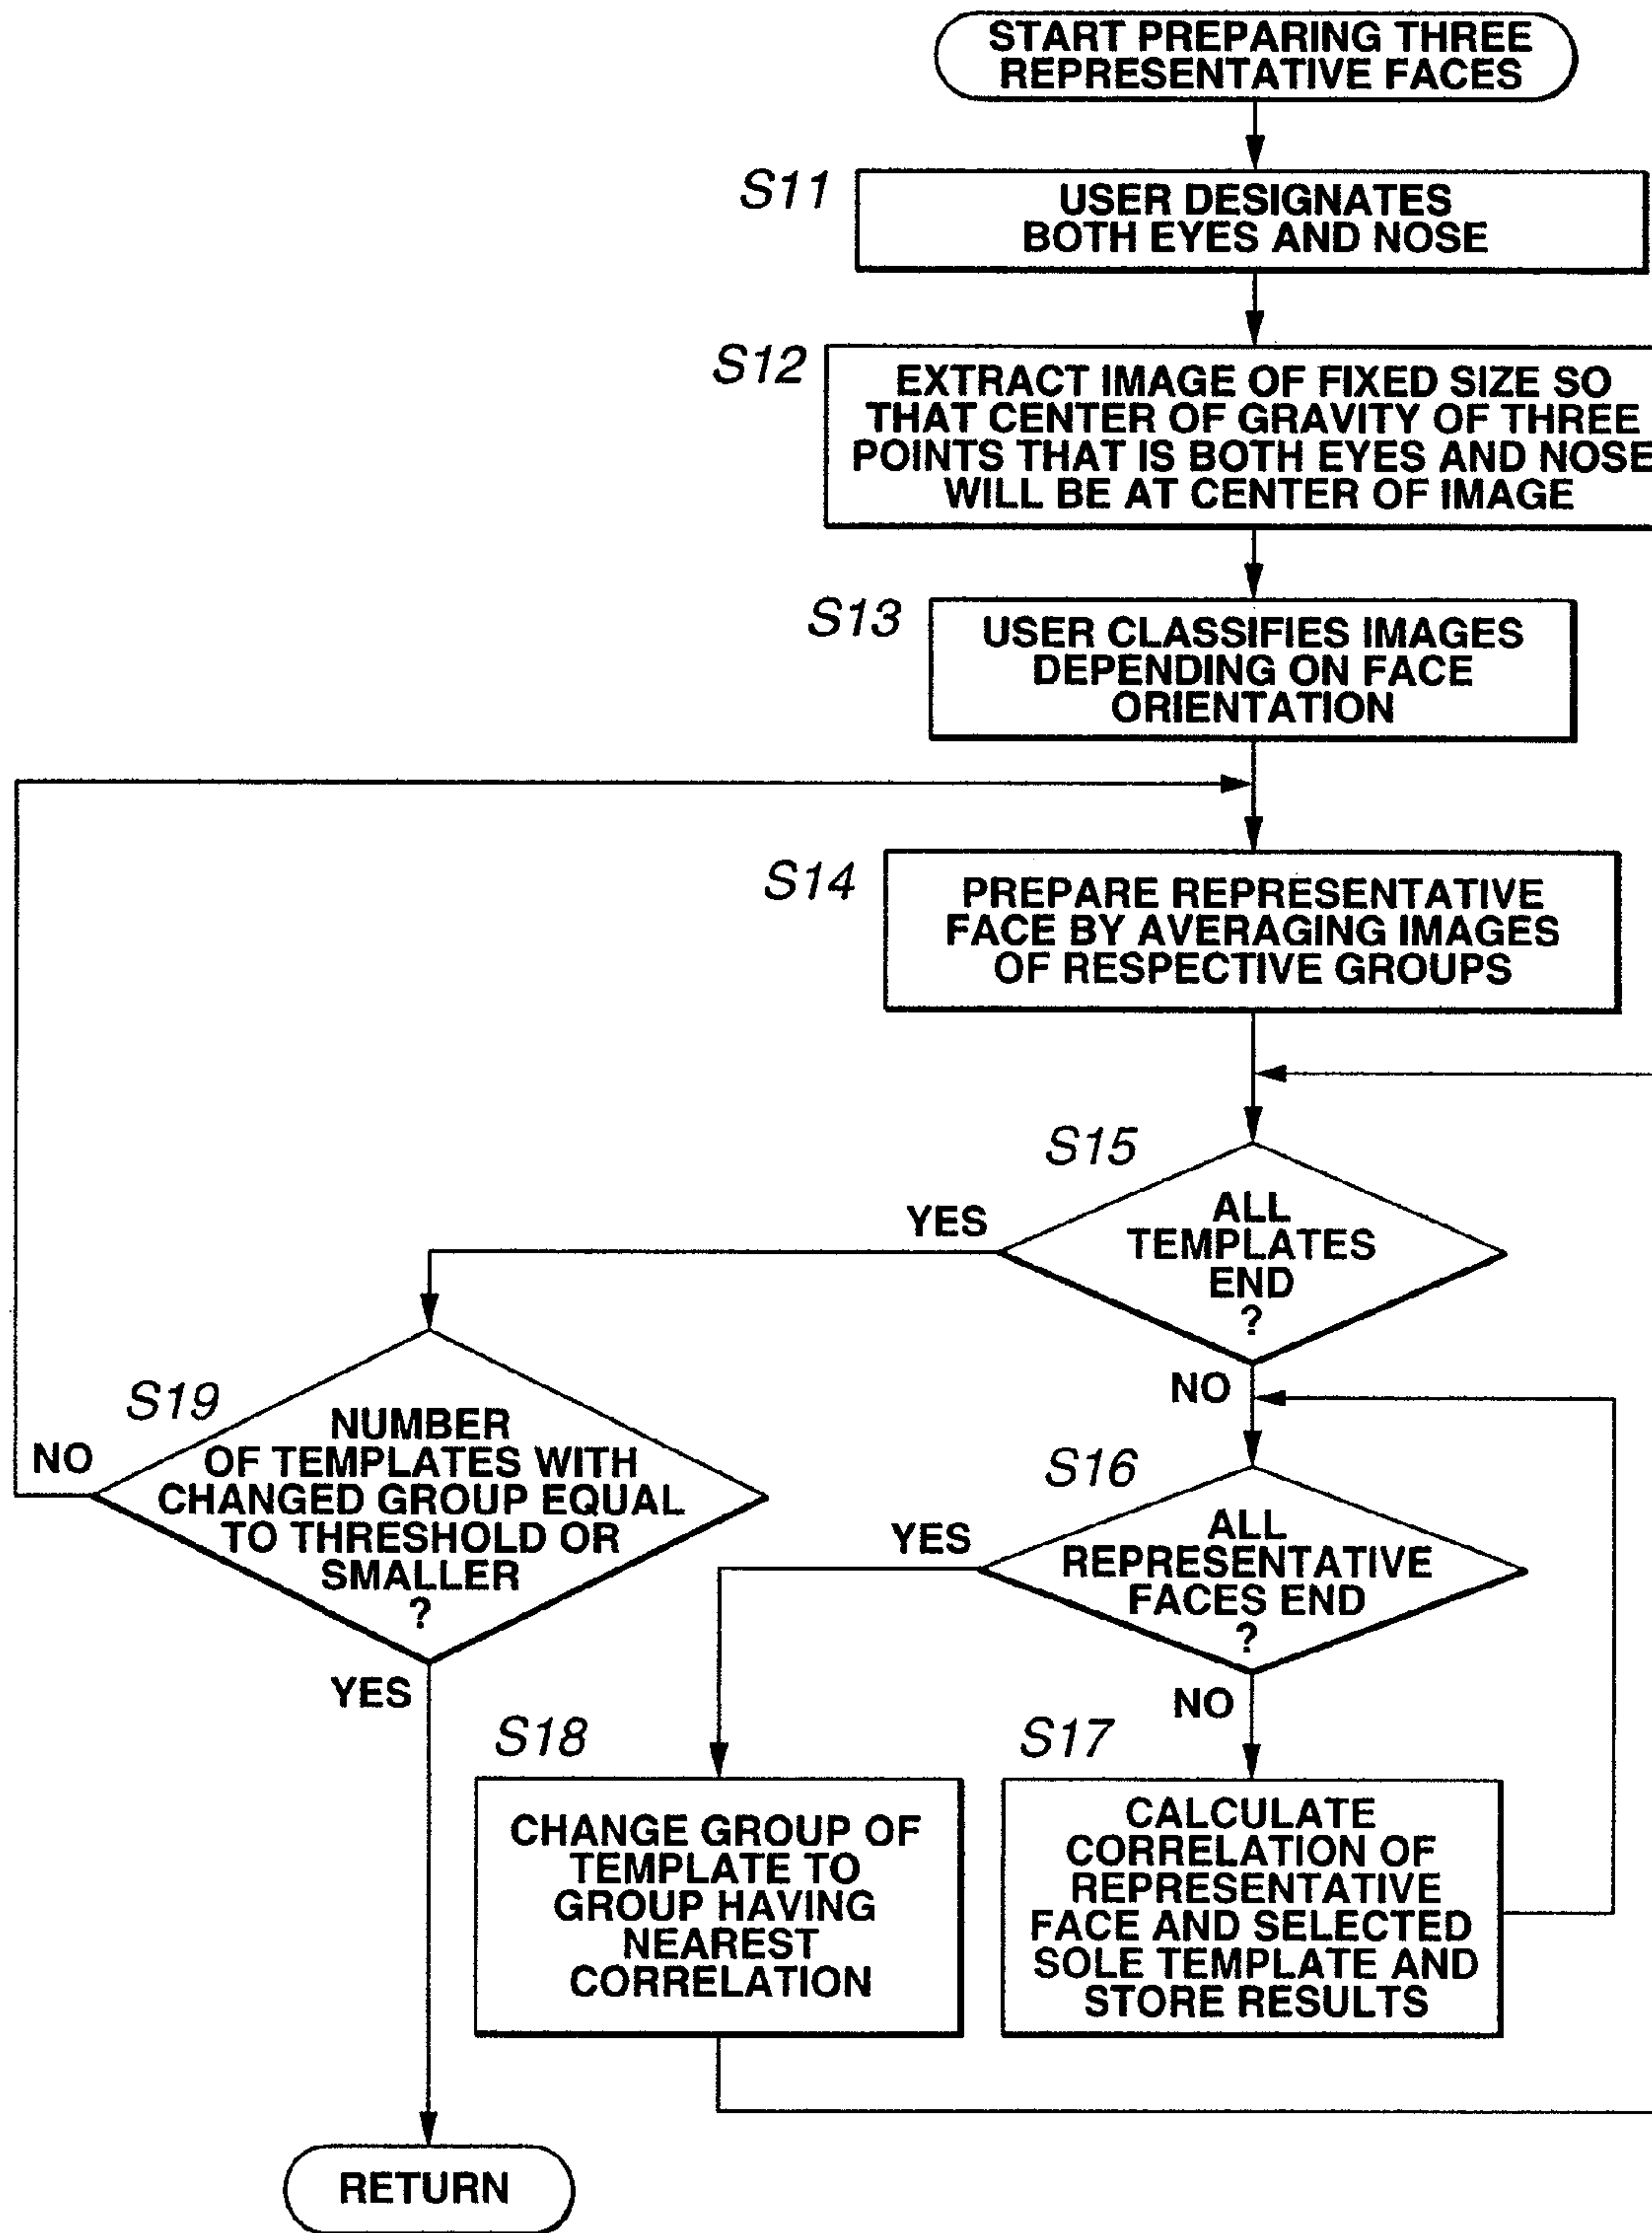 START PREPARING THREE
REPRESENTATIVE FACES
S11
USER DESIGNATES
BOTH EYES AND NOSE
S12
EXTRACT IMAGE OF FIXED SIZE SO
THAT CENTER OF GRAVITY OF THREE
POINTS THAT IS BOTH EYES AND NOSE
WILL BE AT CENTER OF IMAGE
S13
USER CLASSIFIES IMAGES
DEPENDING ON FACE
ORIENTATION
S14
PREPARE REPRESENTATIVE
FACE BY AVERAGING IMAGES
OF RESPECTIVE GROUPS
S15
YES
ALL
TEMPLATES
END
?
NO
S19
NO
NUMBER
OF TEMPLATES WITH
CHANGED GROUP EQUAL
TO THRESHOLD OR
SMALLER
?
YES
S16
YES
ALL
REPRESENTATIVE
FACES END
?
NO
S18
CHANGE GROUP OF
TEMPLATE TO
GROUP HAVING
NEAREST
CORRELATION
S17
CALCULATE
CORRELATION OF
REPRESENTATIVE
FACE AND SELECTED
SOLE TEMPLATE AND
STORE RESULTS
RETURN